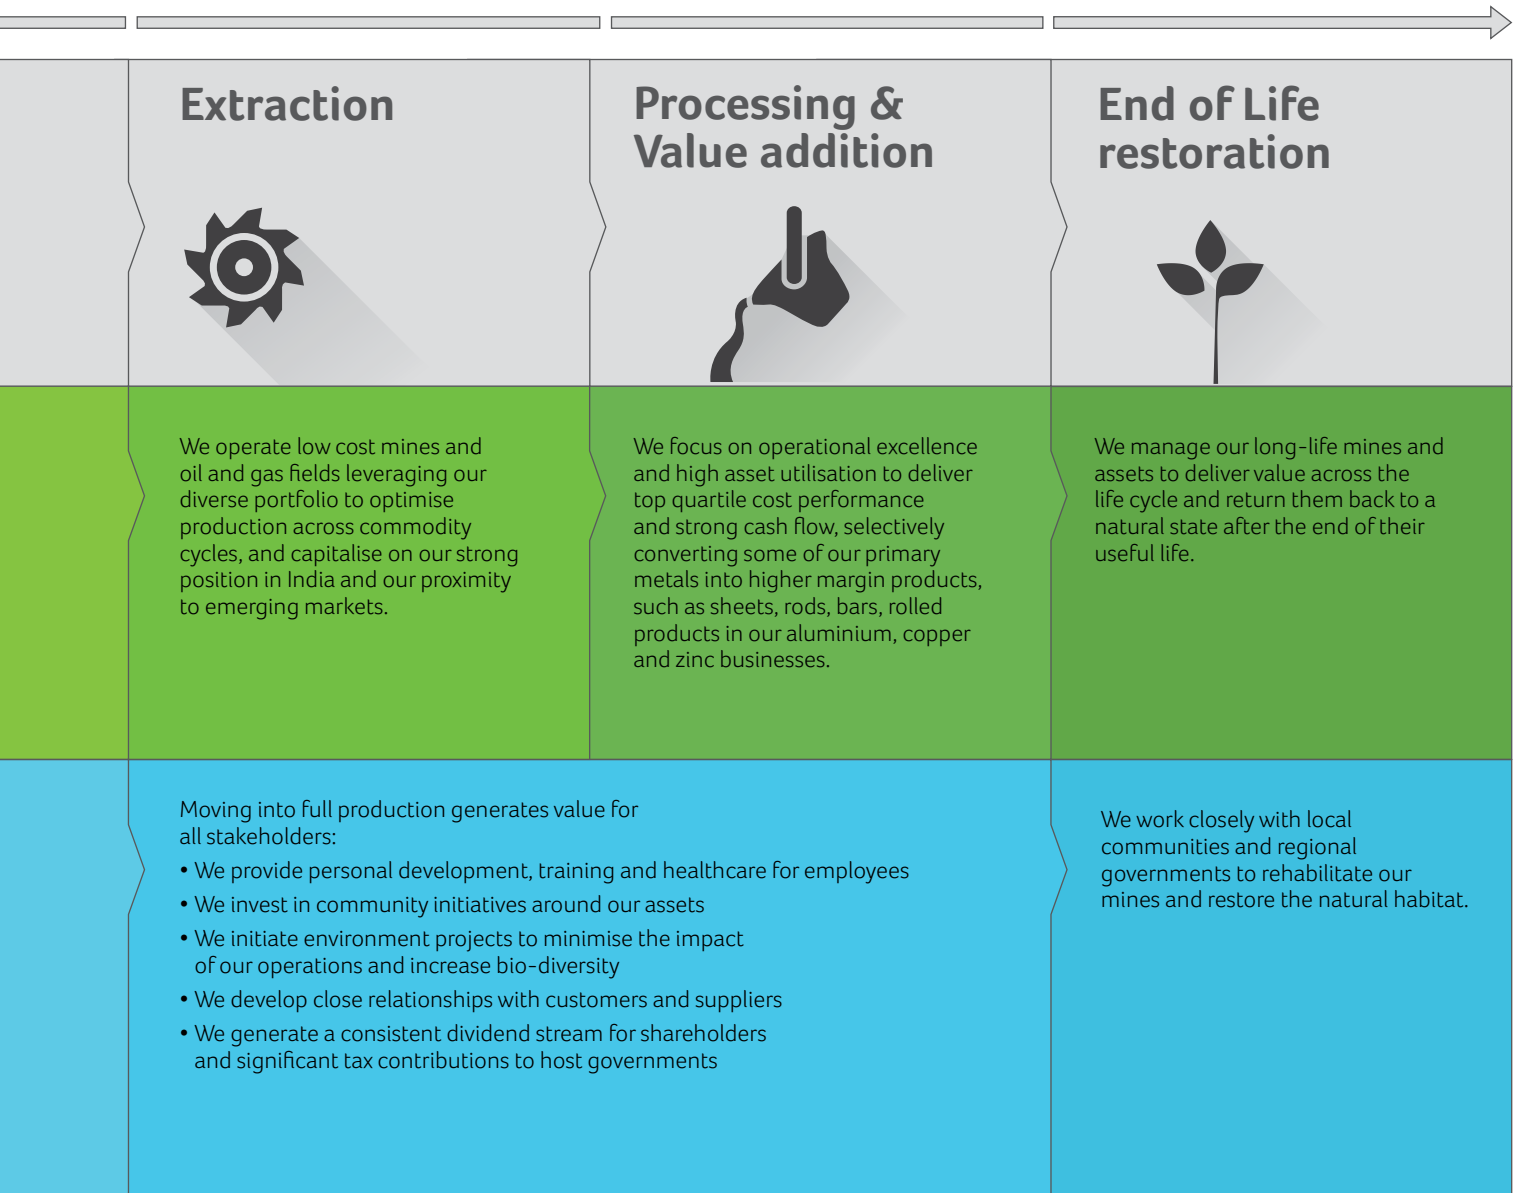 Extraction
Processing &
Value addition
End of Life
restoration
We operate low cost mines and
oil and gas fields leveraging our
diverse portfolio to optimise
production across commodity
cycles, and capitalise on our strong
position in India and our proximity
to emerging markets.
We focus on operational excellence
and high asset utilisation to deliver
top quartile cost performance
and strong cash flow, selectively
converting some of our primary
metals into higher margin products,
such as sheets, rods, bars, rolled
products in our aluminium, copper
and zinc businesses.
We manage our long-life mines and
assets to deliver value across the
life cycle and return them back to a
natural state after the end of their
useful life.
Moving into full production generates value for
all stakeholders:
• We provide personal development, training and healthcare for employees
• We invest in community initiatives around our assets
• We initiate environment projects to minimise the impact
of our operations and increase bio-diversity
• We develop close relationships with customers and suppliers
• We generate a consistent dividend stream for shareholders
and significant tax contributions to host governments
We work closely with local
communities and regional
governments to rehabilitate our
mines and restore the natural habitat.